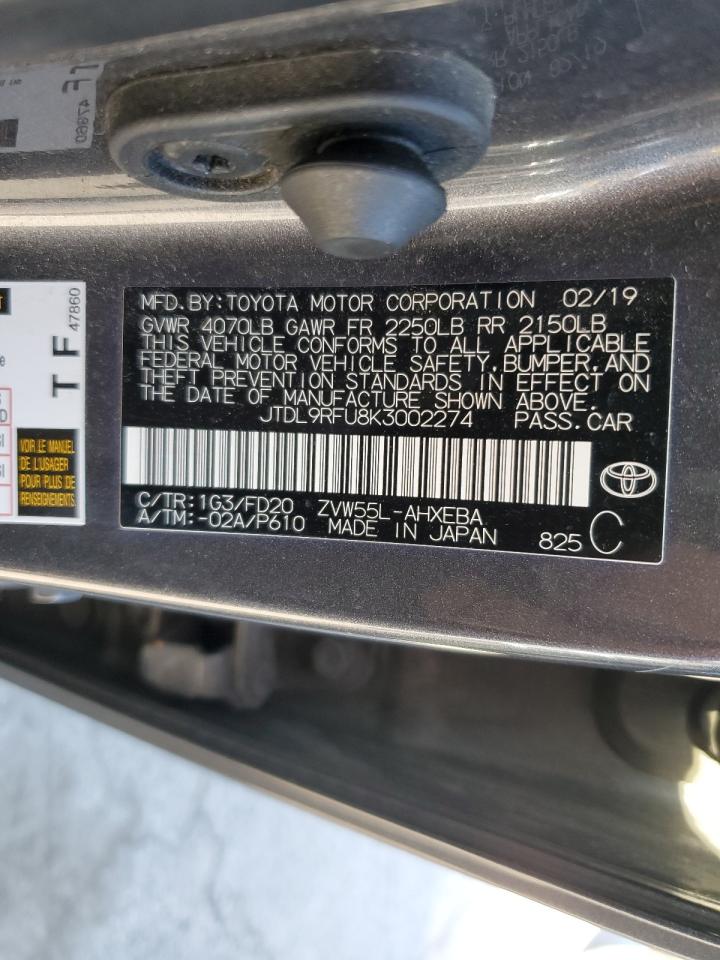 47860
TF
47860
MFD.BY:TOYOTA MOTOR CORPORATION 02/19
GVWR 4070LB GAWR FR 2250LB RR 2150LB
THIS VEHICLE CONFORMS TO ALL APPLICABLE
FEDERAL MOTOR VEHICLE SAFETY,BUMPER,AND
THEFT PREVENTION STANDARDS IN EFFECT ON
THE DATE OF MANUFACTURE SHOWN ABOVE.
JTDL9RFU8K3002274 PASS.CAR
C/TR:1G3/FD20 ZVW55L-AHXEBA
A/TM:-02A/P610 MADE IN JAPAN 825 C
VOIR LE MANUEL
DE L'USAGER
POUR PLUS DE
RENSEIGNEMENTS